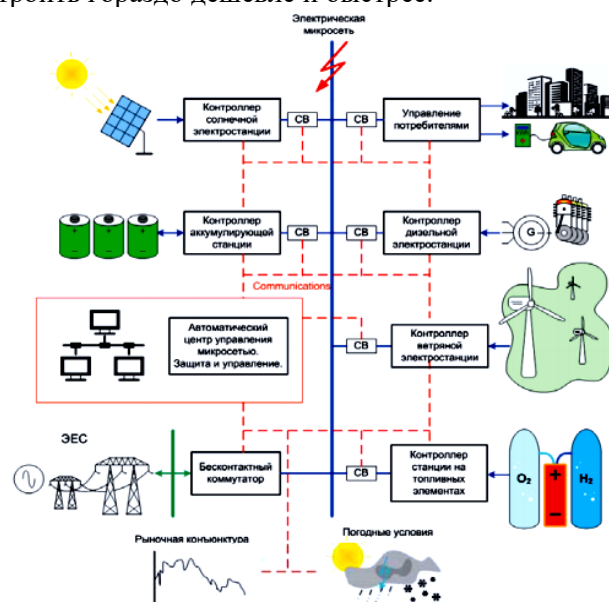 троить гораздо дешевле и быстрее.
Электрическая
микросеть
Контроллер
солнечной
электростанции
СВ
СВ
Управление
потребителями
Контроллер
аккумулирующей
станции
СВ
СВ
Контроллер
дизельной
электростанции
G
Communications
Автоматический
центр управления
микросетью.
Защита и управление.
СВ
Контроллер
ветряной
электростанции
ЭЕС
Бесконтактный
коммутатор
СВ
Контроллер
станции на
топливных
элементах
O₂
+
−
H₂
Рыночная конъюнктура
Погодные условия